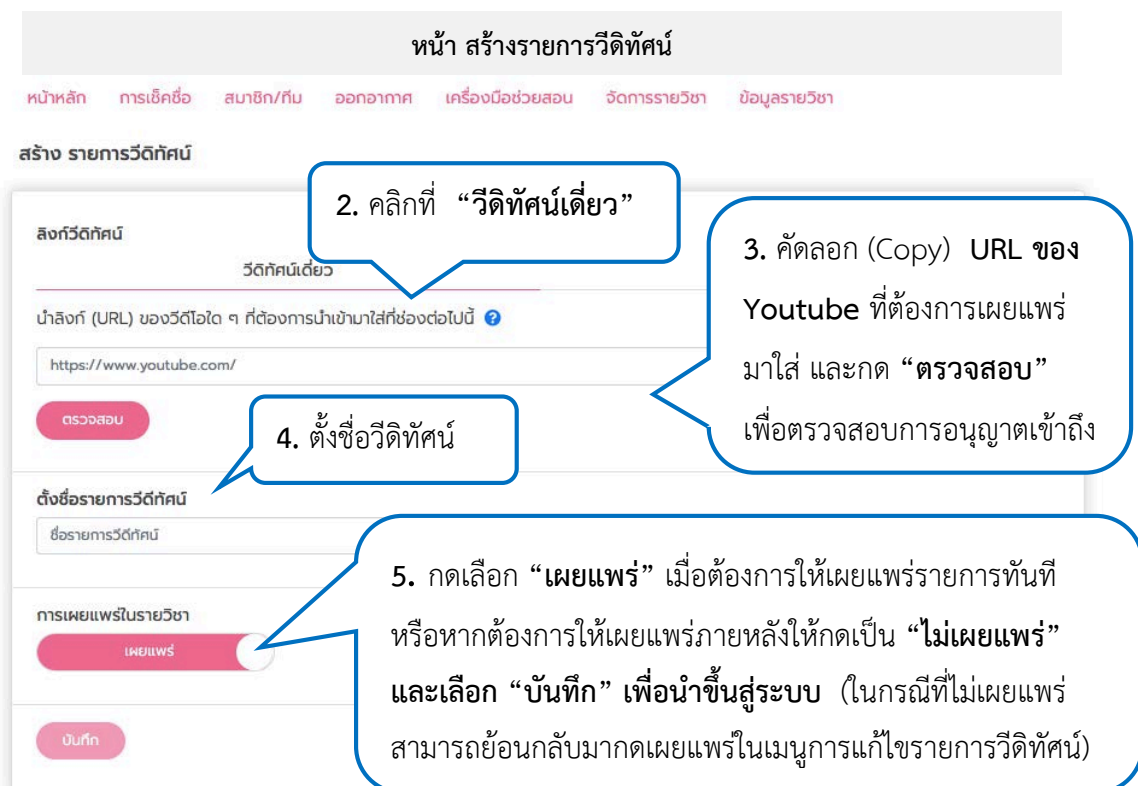 หน้า สร้างรายการวีดิทัศน์
หน้าหลัก การเช็คชื่อ สมาชิก/ทีม ออกอากาศ เครื่องมือช่วยสอน จัดการรายวิชา ข้อมูลรายวิชา
สร้าง รายการวีดิทัศน์
2. คลิกที่ “วีดิทัศน์เดี่ยว”
ลิงก์วีดิทัศน์
วีดิทัศน์เดี่ยว
นำลิงก์ (URL) ของวีดีโอใด ๆ ที่ต้องการนำเข้ามาใส่ที่ช่องต่อไปนี้ ?
https://www.youtube.com/
ตรวจสอบ
3. คัดลอก (Copy) URL ของ
Youtube ที่ต้องการเผยแพร่
มาใส่ และกด “ตรวจสอบ”
เพื่อตรวจสอบการอนุญาตเข้าถึง
4. ตั้งชื่อวีดิทัศน์
ตั้งชื่อรายการวีดีทัศน์
ชื่อรายการวีดีทัศน์
การเผยแพร่ในรายวิชา
เผยแพร่
5. กดเลือก “เผยแพร่” เมื่อต้องการให้เผยแพร่รายการทันที
หรือหากต้องการให้เผยแพร่ภายหลังให้กดเป็น “ไม่เผยแพร่”
และเลือก “บันทึก” เพื่อนำขึ้นสู่ระบบ (ในกรณีที่ไม่เผยแพร่
สามารถย้อนกลับมากดเผยแพร่ในเมนูการแก้ไขรายการวีดิทัศน์)
บันทึก